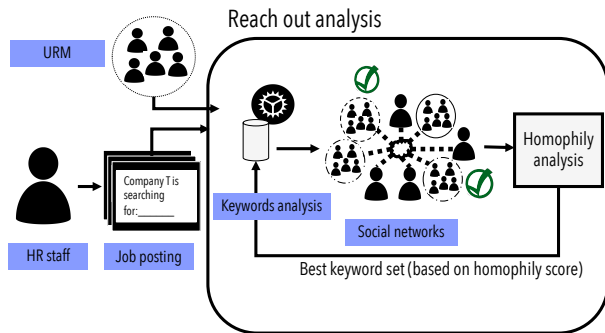 Reach out analysis
URM
Company T is
searching
for:_______
Keywords analysis
Social networks
Homophily
analysis
HR staff
Job posting
Best keyword set (based on homophily score)